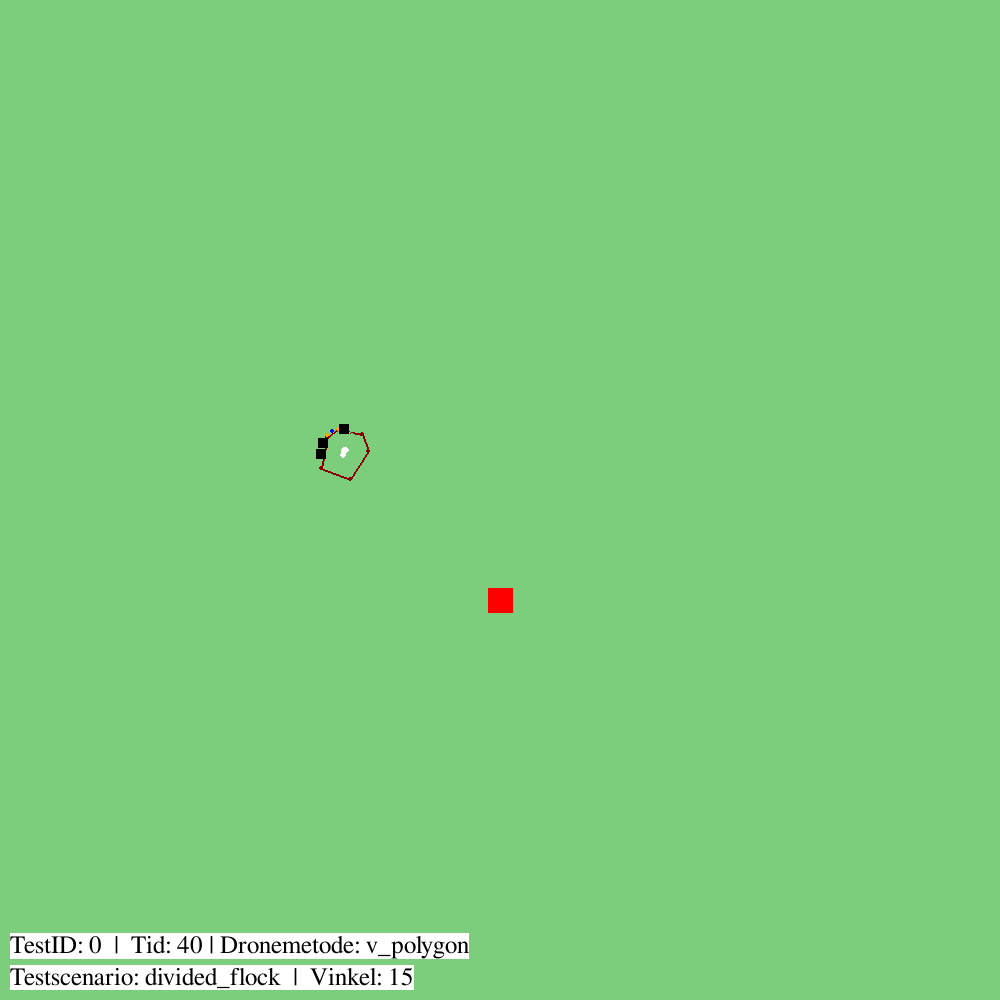 TestID: 0 | Tid: 40 | Dronemetode: v_polygon
Testscenario: divided_flock | Vinkel: 15